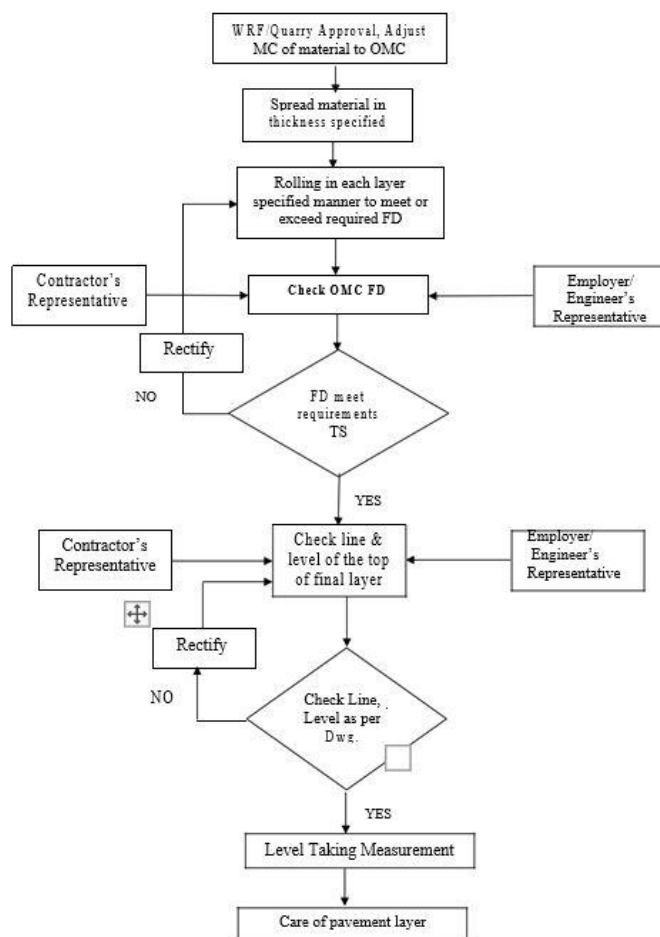 WRF/Quarry Approval, Adjust
MC of material to OMC
Spread material in
thickness specified
Rolling in each layer
specified manner to meet or
exceed required FD
Contractor's
Representative
Check OMC FD
Employer/
Engineer's
Representative
Rectify
NO
FD meet
requirements
TS
YES
Contractor's
Representative
Check line &
level of the top
of final layer
Employer/
Engineer's
Representative
Rectify
NO
Check Line,
Level as per
Dwg.
YES
Level Taking Measurement
Care of pavement layer